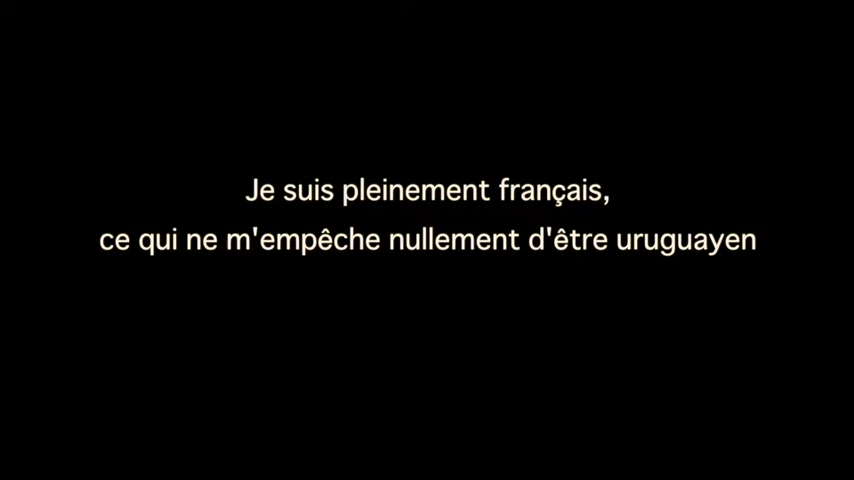 Je suis pleinement français,
ce qui ne m'empêche nullement d'être uruguayen